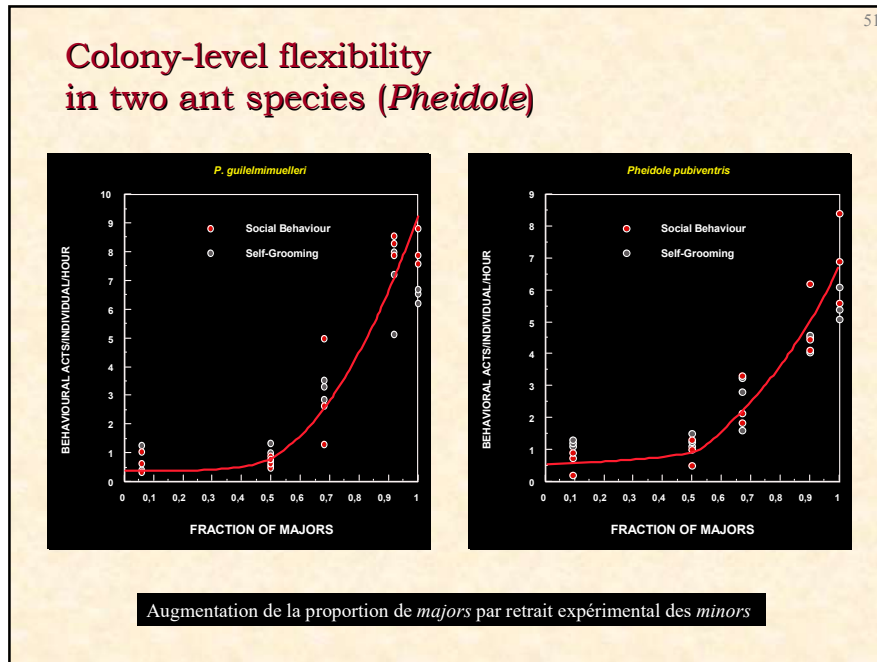 51
Colony-level flexibility
in two ant species (Pheidole)
P. guilelmimuelleri
BEHAVIOURAL ACTS/INDIVIDUAL/HOUR
10
9
8
7
6
5
4
3
2
1
0
Social Behaviour
Self-Grooming
0 0,1 0,2 0,3 0,4 0,5 0,6 0,7 0,8 0,9 1
FRACTION OF MAJORS
Pheidole pubiventris
BEHAVIORAL ACTS/INDIVIDUAL/HOUR
9
8
7
6
5
4
3
2
1
0
Social Behaviour
Self-Grooming
0 0,1 0,2 0,3 0,4 0,5 0,6 0,7 0,8 0,9 1
FRACTION OF MAJORS
Augmentation de la proportion de majors par retrait expérimental des minors